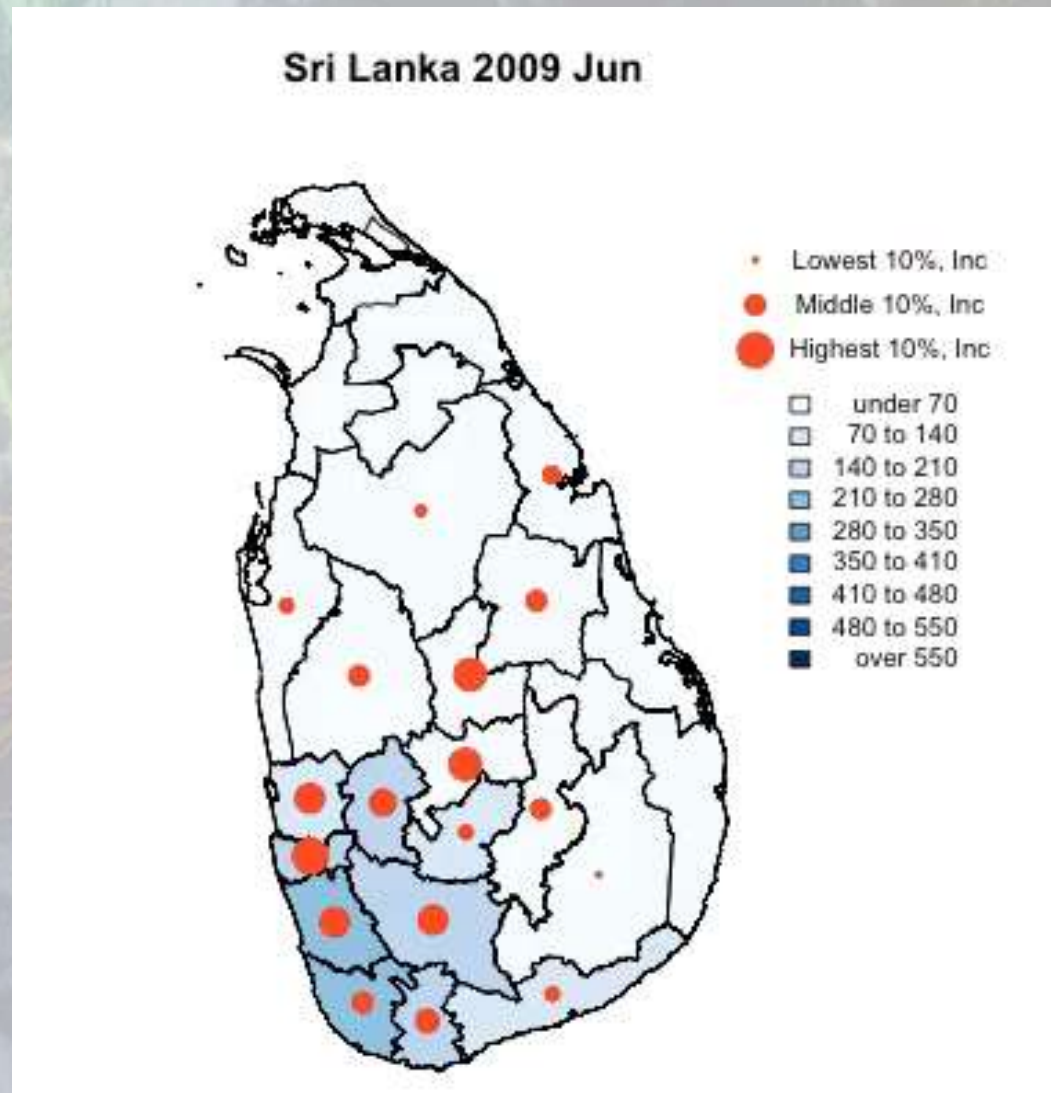 Sri Lanka 2009 Jun
Lowest 10%, Inc
Middle 10%, Inc
Highest 10%, Inc
under 70
70 to 140
140 to 210
210 to 280
280 to 350
350 to 410
410 to 480
480 to 550
over 550